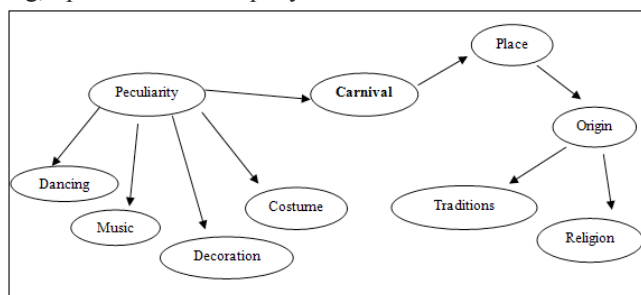 Place
Peculiarity
Carnival
Origin
Dancing
Costume
Traditions
Music
Religion
Decoration